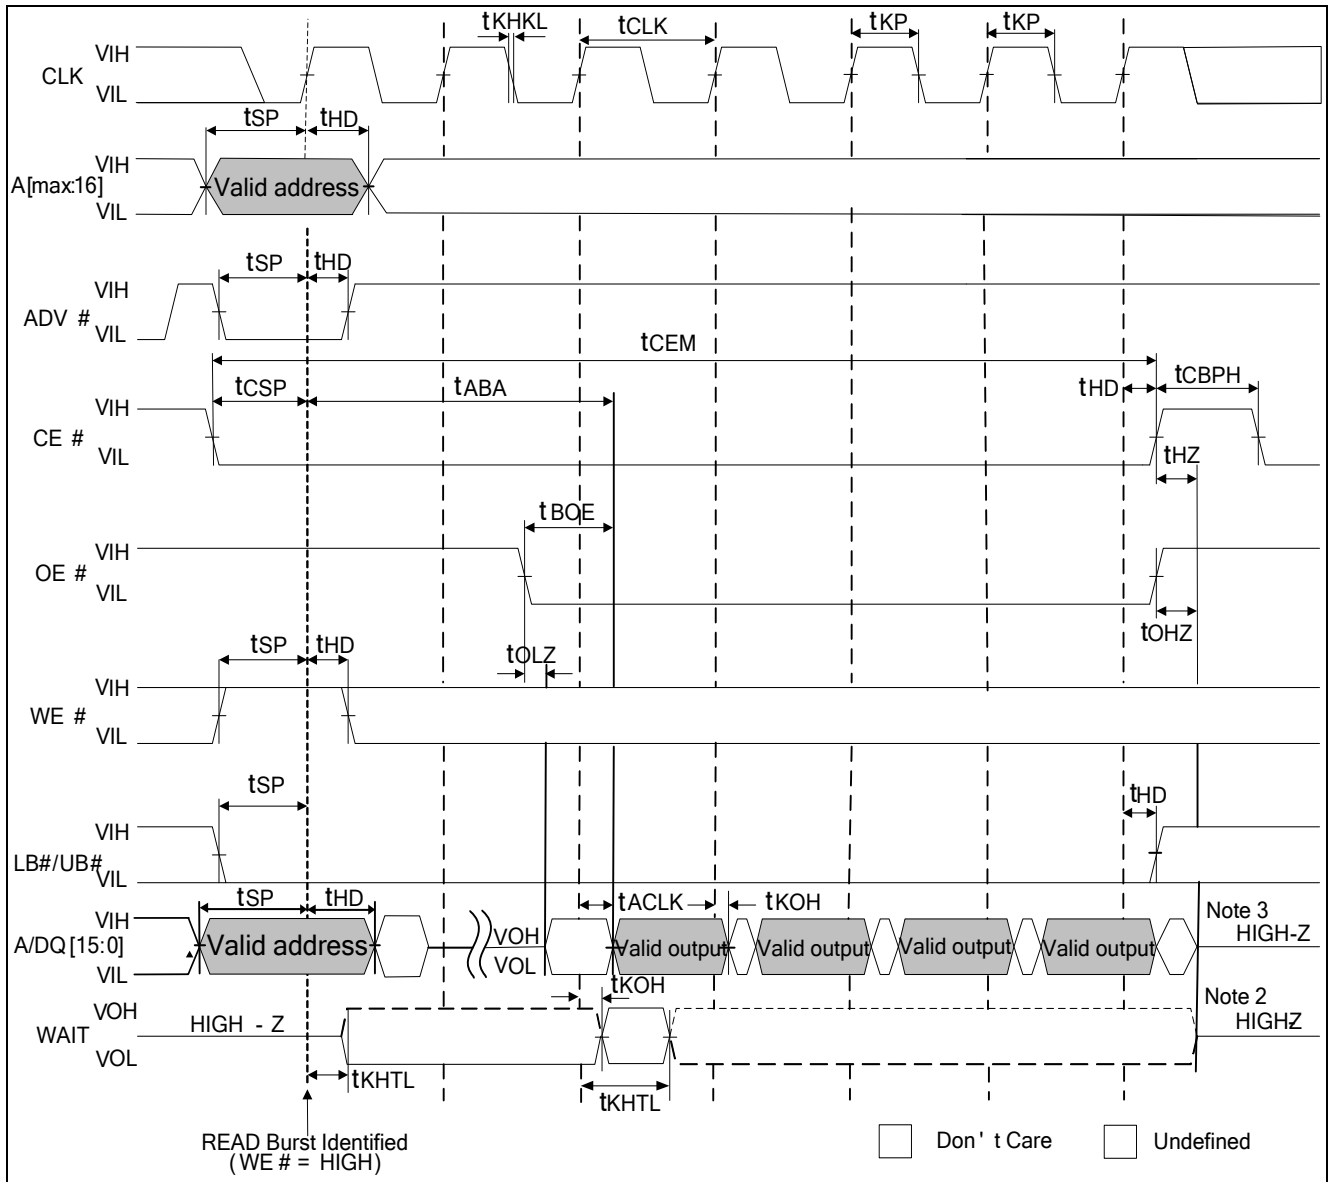 tKHKL tCLK tKP tKP
VIH
CLK
VIL
tSP tHD
VIH
A[max:16] Valid address
VIL
tSP tHD
VIH
ADV #
VIL
tCEM
tCSP tABA tHD tCBPH
VIH
CE #
VIL
tHZ
tBOE
VIH
OE #
VIL
tOHZ
tSP tHD tOLZ
VIH
WE #
VIL
tSP tHD
VIH
LB#/UB#
VIL
tSP tHD tACLK tKOH
VIH
A/DQ[15:0] Valid address VOH Valid output Valid output Valid output Valid output Note 3 HIGH-Z
VIL VOL
tKOH
VOH Note 2
WAIT HIGH - Z HIGHZ
VOL
tKHTL tKHTL
READ Burst Identified
(WE # = HIGH)
Don' t Care Undefined